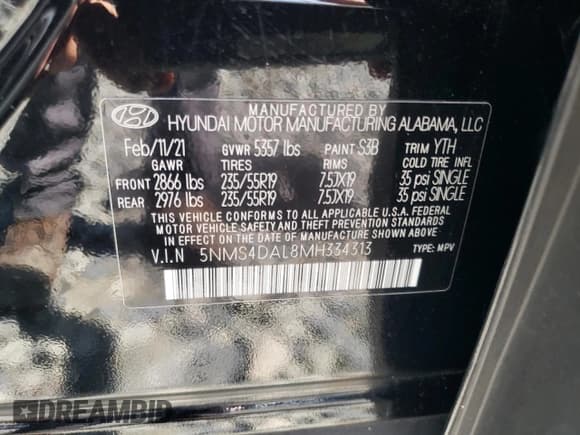 MANUFACTURED BY
HYUNDAI MOTOR MANUFACTURING ALABAMA, LLC
Feb/11/21 GVWR 5357 lbs PAINT S3B TRIM YTH
GAWR TIRES RIMS COLD TIRE INFL
FRONT 2866 lbs 235/55R19 7.5JX19 35 psi SINGLE
REAR 2976 lbs 235/55R19 7.5JX19 35 psi SINGLE
THIS VEHICLE CONFORMS TO ALL APPLICABLE U.S.A. FEDERAL
MOTOR VEHICLE SAFETY AND THEFT PREVENTION STANDARDS
IN EFFECT ON THE DATE OF MANUFACTURE SHOWN ABOVE.
V.I.N 5NMS4DAL8MH334313 TYPE: MPV
DREAMBID